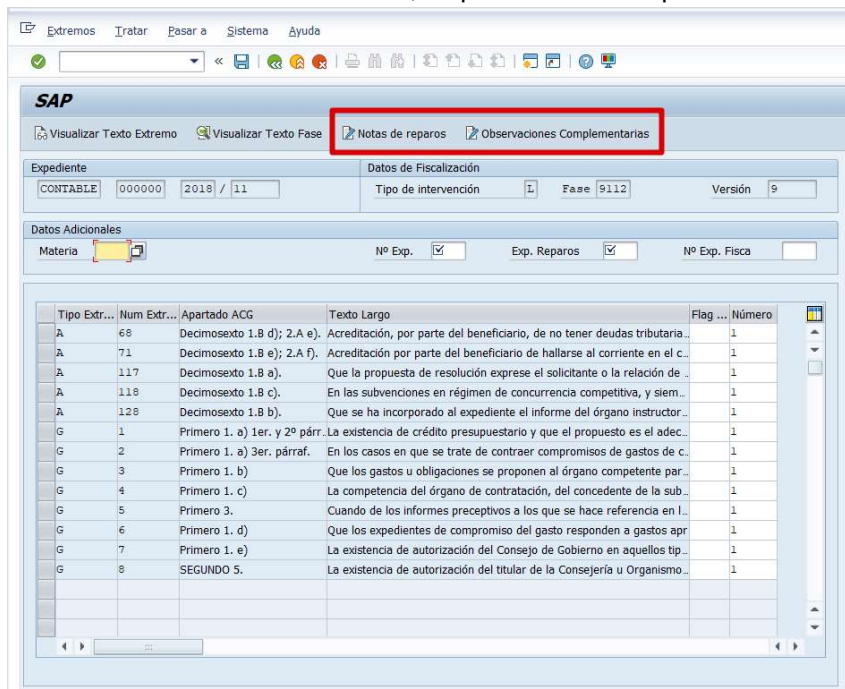 Extremos Tratar Pasar a Sistema Ayuda
SAP
Visualizar Texto Extremo Visualizar Texto Fase Notas de reparos Observaciones Complementarias
Expediente Datos de Fiscalización
CONTABLE 000000 2018 / 11 Tipo de intervención L Fase 9112 Versión 9
Datos Adicionales
Materia Nº Exp. Exp. Reparos Nº Exp. Fisca
Tipo Extr... Num Extr... Apartado ACG Texto Largo Flag ... Número
A 68 Decimosexto 1.B d); 2.A e). Acreditación, por parte del beneficiario, de no tener deudas tributaria... 1
A 71 Decimosexto 1.B e); 2.A f). Acreditación por parte del beneficiario de hallarse al corriente en el c... 1
A 117 Decimosexto 1.B a). Que la propuesta de resolución exprese el solicitante o la relación de ... 1
A 118 Decimosexto 1.B c). En las subvenciones en régimen de concurrencia competitiva, y siem... 1
A 128 Decimosexto 1.B b). Que se ha incorporado al expediente el informe del órgano instructor... 1
G 1 Primero 1. a) 1er. y 2º párr... La existencia de crédito presupuestario y que el propuesto es el adec... 1
G 2 Primero 1. a) 3er. párraf. En los casos en que se trate de contraer compromisos de gastos de c... 1
G 3 Primero 1. b) Que los gastos u obligaciones se proponen al órgano competente par... 1
G 4 Primero 1. c) La competencia del órgano de contratación, del concedente de la sub... 1
G 5 Primero 3. Cuando de los informes preceptivos a los que se hace referencia en l... 1
G 6 Primero 1. d) Que los expedientes de compromiso del gasto responden a gastos apr 1
G 7 Primero 1. e) La existencia de autorización del Consejo de Gobierno en aquellos tip... 1
G 8 SEGUNDO 5. La existencia de autorización del titular de la Consejería u Organismo... 1